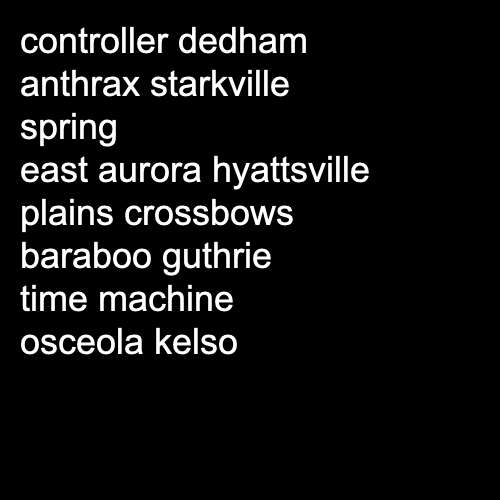 controller dedham
anthrax starkville
spring
east aurora hyattsville
plains crossbows
baraboo guthrie
time machine
osceola kelso